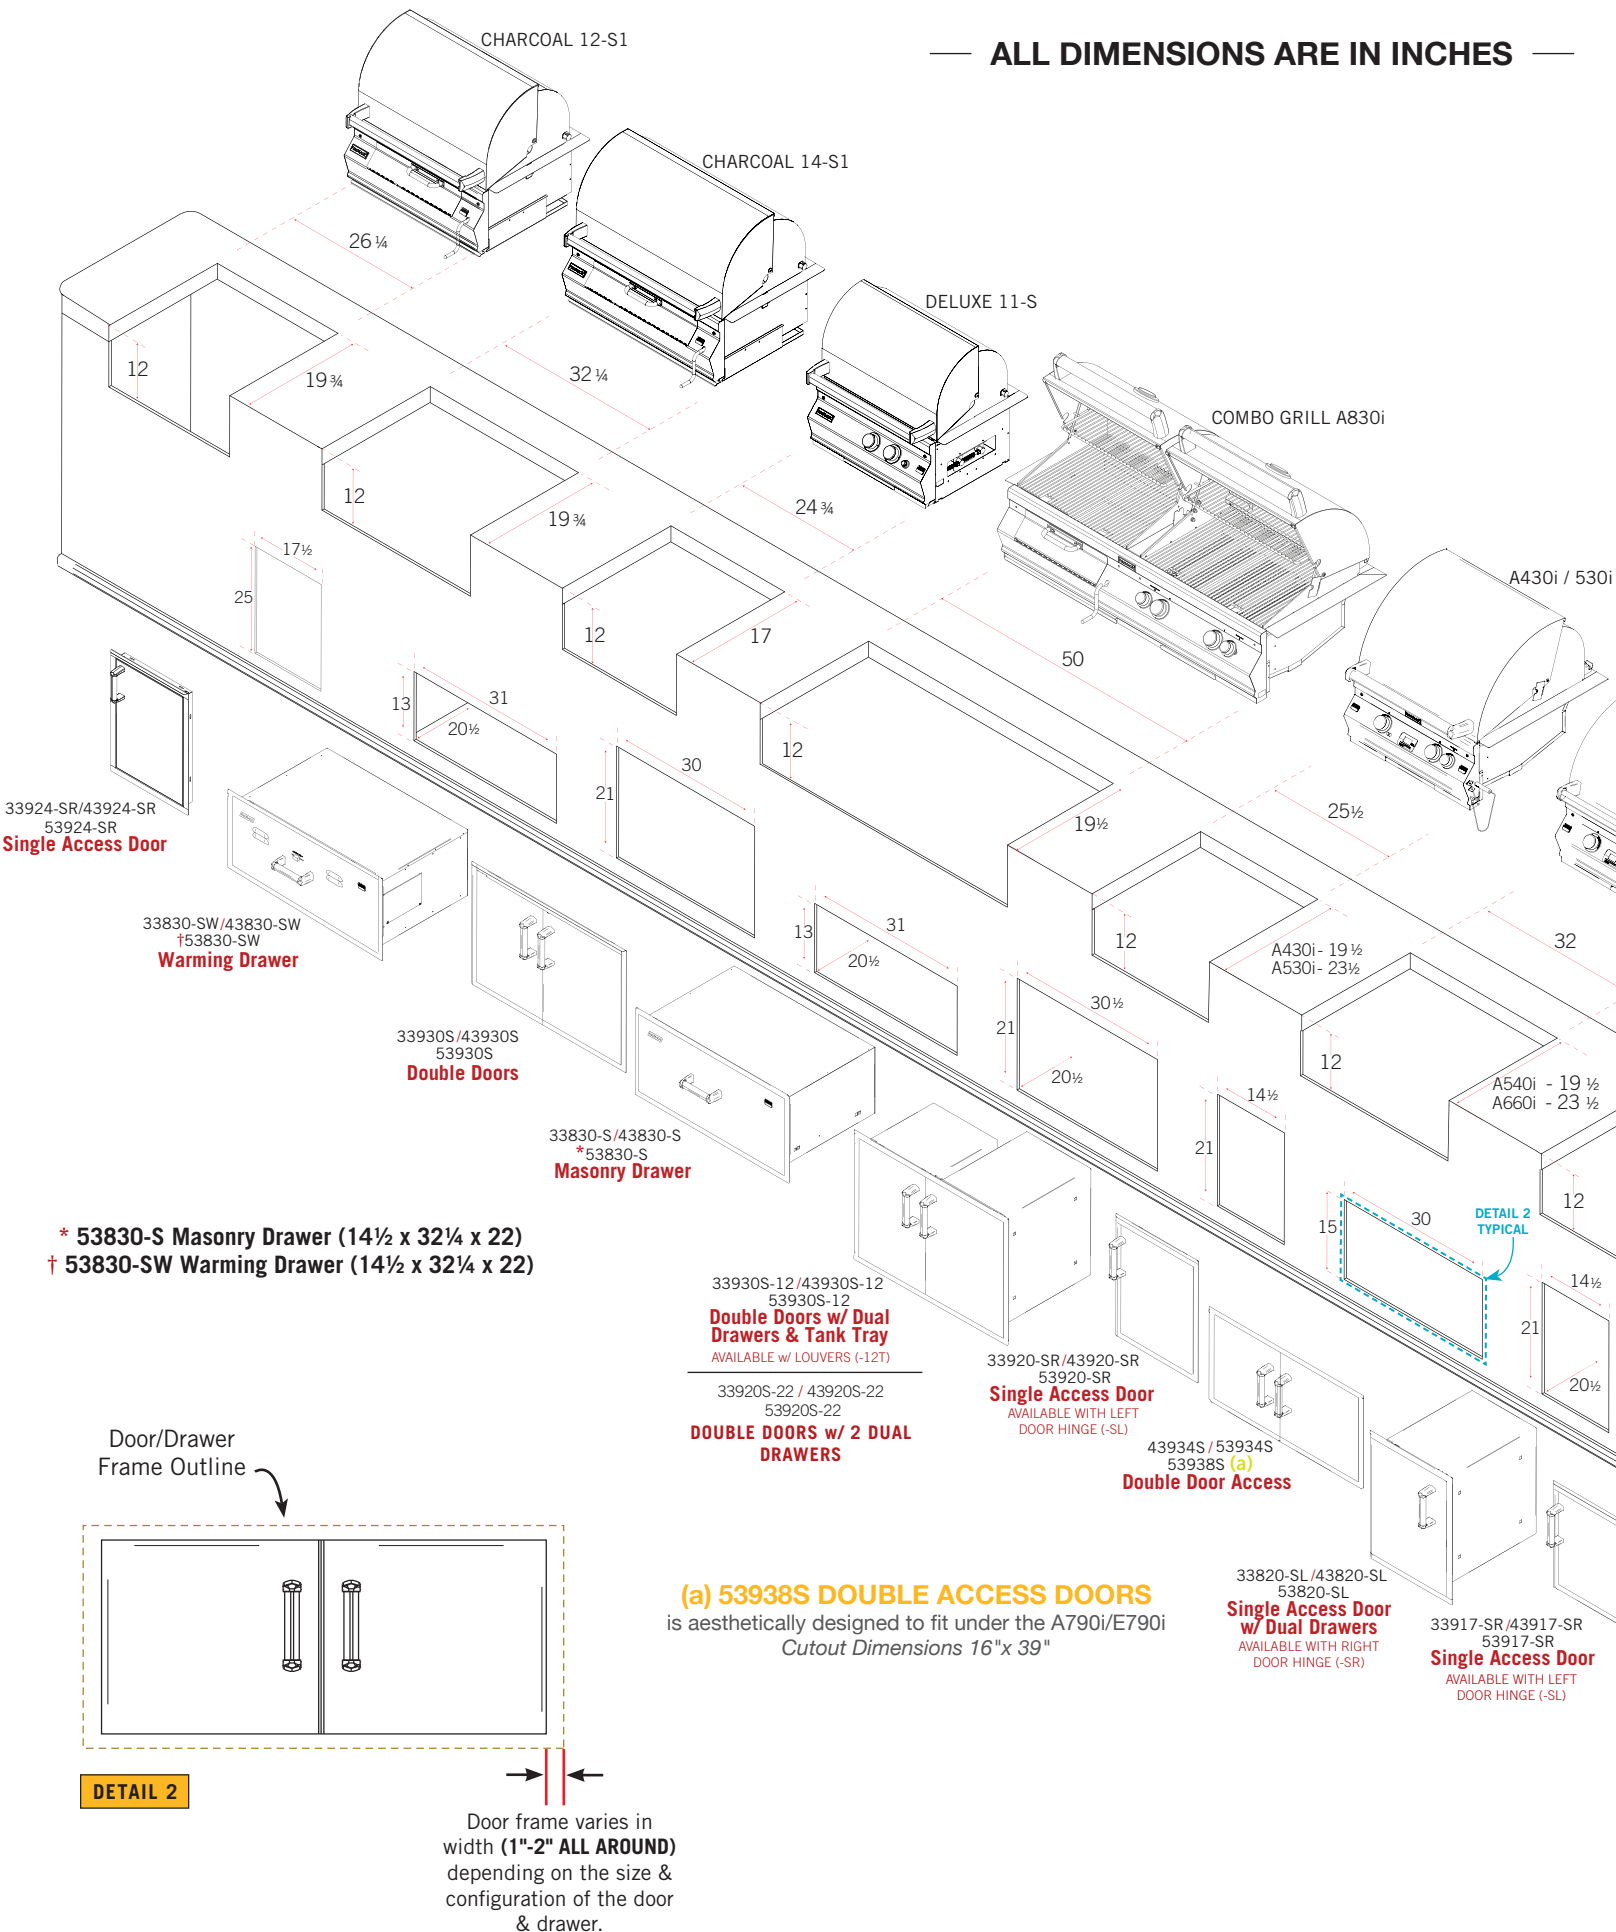 ALL DIMENSIONS ARE IN INCHES
CHARCOAL 12-S1
CHARCOAL 14-S1
DELUXE 11-S
COMBO GRILL A830i
A430i / 530i
26 ¼
12
19 ¾
32 ¼
12
19 ¾
24 ¾
12
17
50
12
19½
25½
12
A430i- 19 ½
A530i- 23½
32
12
A540i - 19 ½
A660i - 23 ½
12
17½
25
13
31
20½
30
21
13
31
20½
30½
21
20½
14½
21
15
30
DETAIL 2
TYPICAL
14½
21
20½
33924-SR/43924-SR
53924-SR
Single Access Door
33830-SW/43830-SW
†53830-SW
Warming Drawer
33930S/43930S
53930S
Double Doors
33830-S/43830-S
*53830-S
Masonry Drawer
* 53830-S Masonry Drawer (14½ x 32¼ x 22)
† 53830-SW Warming Drawer (14½ x 32¼ x 22)
33930S-12/43930S-12
53930S-12
Double Doors w/ Dual
Drawers & Tank Tray
AVAILABLE w/ LOUVERS (-12T)
33920S-22 / 43920S-22
53920S-22
DOUBLE DOORS w/ 2 DUAL
DRAWERS
33920-SR/43920-SR
53920-SR
Single Access Door
AVAILABLE WITH LEFT
DOOR HINGE (-SL)
43934S/53934S
53938S (a)
Double Door Access
33820-SL/43820-SL
53820-SL
Single Access Door
w/ Dual Drawers
AVAILABLE WITH RIGHT
DOOR HINGE (-SR)
33917-SR/43917-SR
53917-SR
Single Access Door
AVAILABLE WITH LEFT
DOOR HINGE (-SL)
(a) 53938S DOUBLE ACCESS DOORS
is aesthetically designed to fit under the A790i/E790i
Cutout Dimensions 16"x 39"
Door/Drawer
Frame Outline
DETAIL 2
Door frame varies in
width (1"-2" ALL AROUND)
depending on the size &
configuration of the door
& drawer.